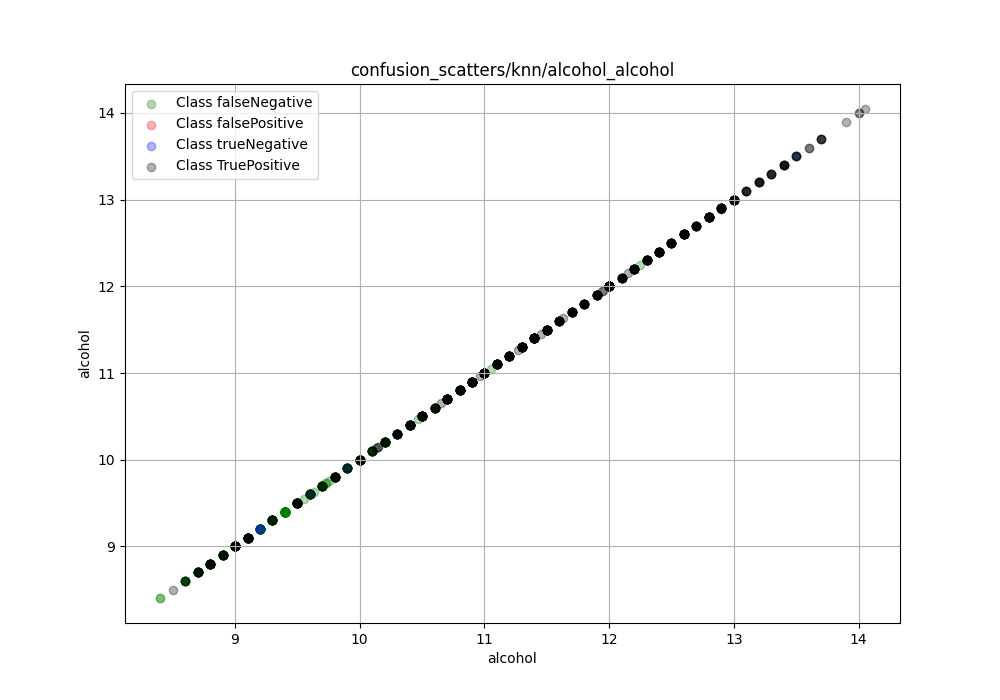 confusion_scatters/knn/alcohol_alcohol
Class falseNegative
Class falsePositive
Class trueNegative
Class TruePositive
14
13
12
11
10
9
alcohol
9 10 11 12 13 14
alcohol